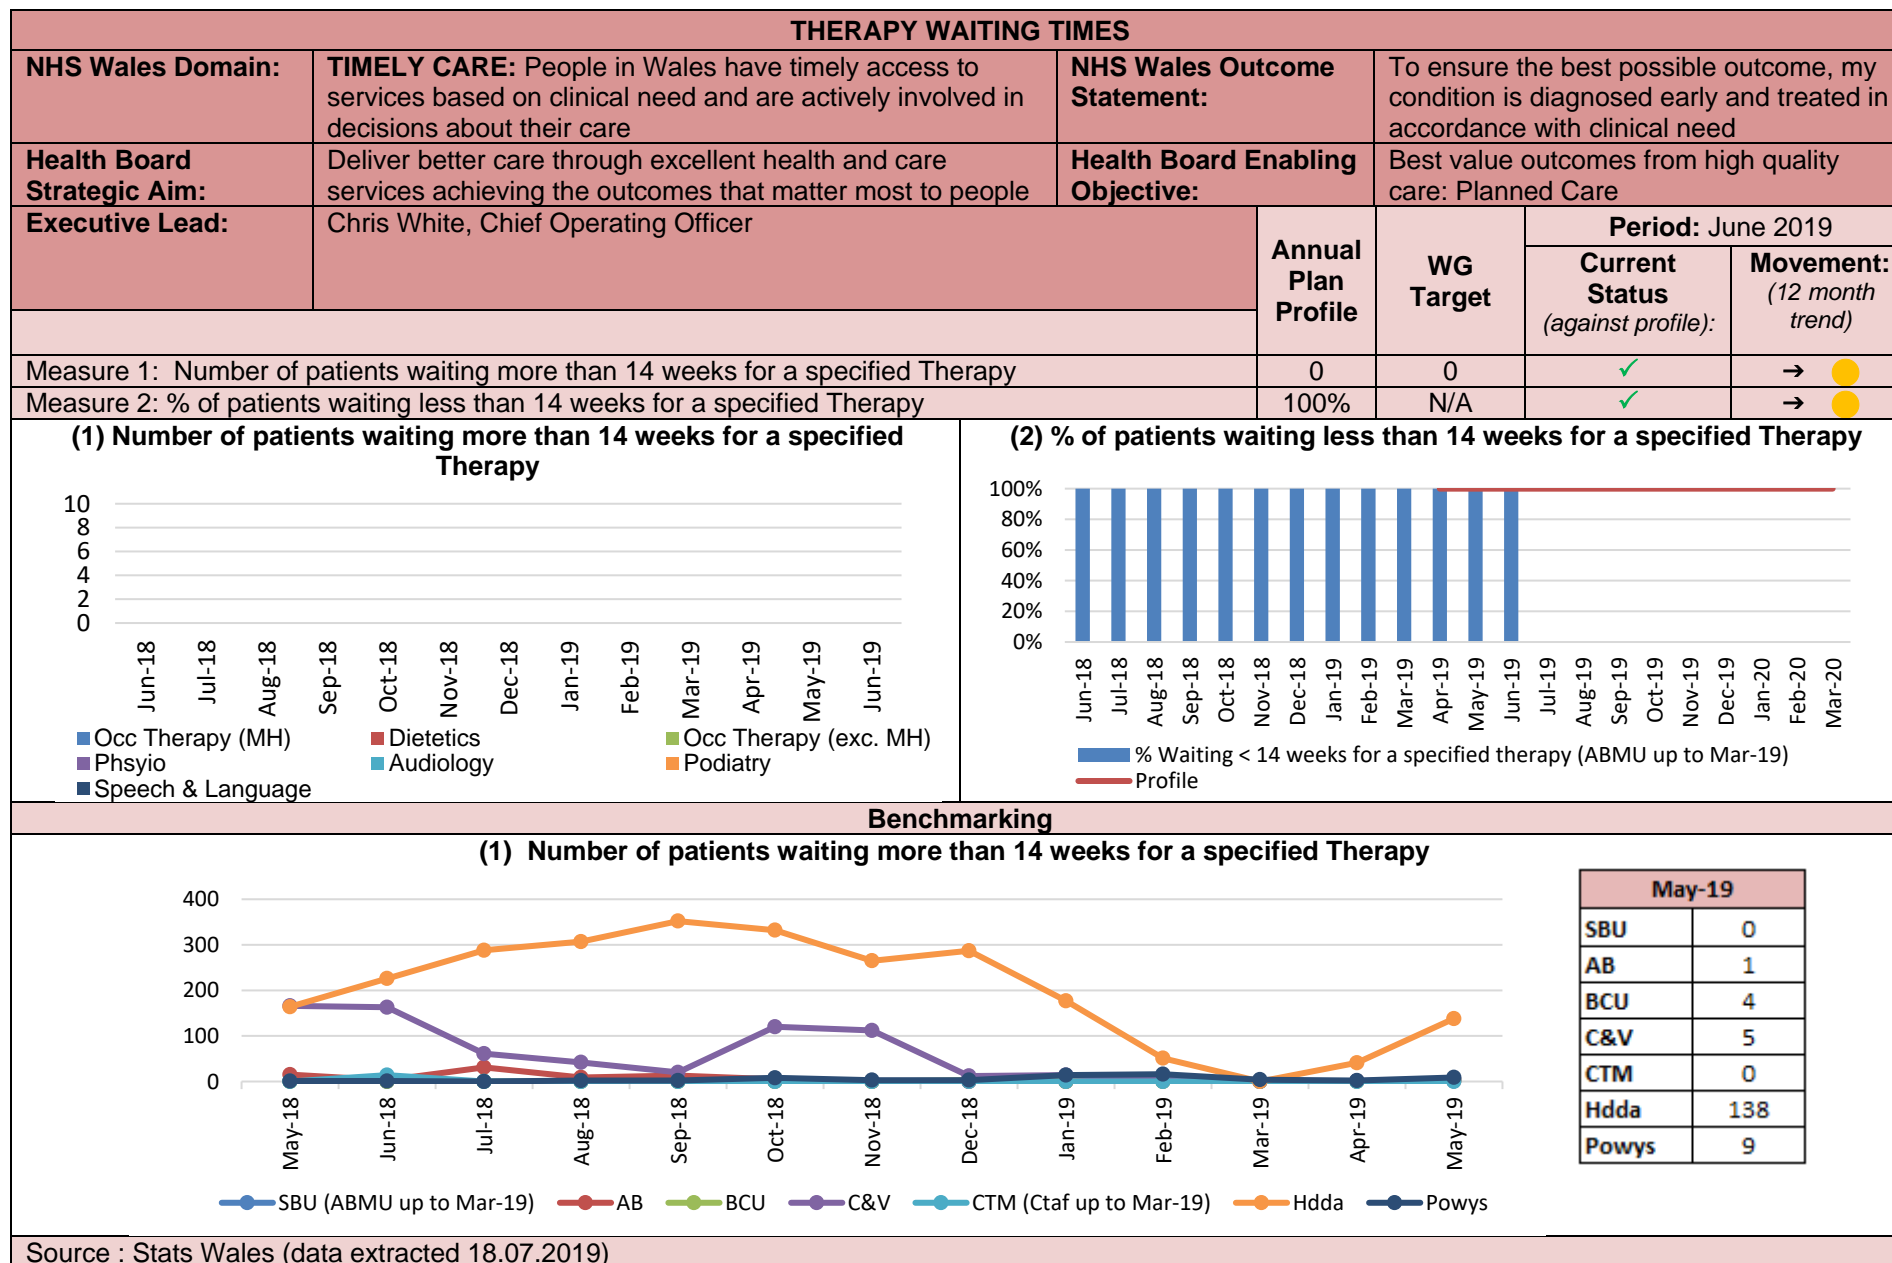 THERAPY WAITING TIMES
NHS Wales Domain:
TIMELY CARE: People in Wales have timely access to
services based on clinical need and are actively involved in
decisions about their care
NHS Wales Outcome
Statement:
To ensure the best possible outcome, my
condition is diagnosed early and treated in
accordance with clinical need
Health Board
Strategic Aim:
Deliver better care through excellent health and care
services achieving the outcomes that matter most to people
Health Board Enabling
Objective:
Best value outcomes from high quality
care: Planned Care
Executive Lead:
Chris White, Chief Operating Officer
Annual
Plan
Profile
WG
Target
Period: June 2019
Current
Status
(against profile):
Movement:
(12 month
trend)
Measure 1: Number of patients waiting more than 14 weeks for a specified Therapy
0
0
✓
➔
Measure 2: % of patients waiting less than 14 weeks for a specified Therapy
100%
N/A
✓
➔
(1) Number of patients waiting more than 14 weeks for a specified
Therapy
10
8
6
4
2
0
Jun-18
Jul-18
Aug-18
Sep-18
Oct-18
Nov-18
Dec-18
Jan-19
Feb-19
Mar-19
Apr-19
May-19
Jun-19
Occ Therapy (MH)
Dietetics
Occ Therapy (exc. MH)
Phsyio
Audiology
Podiatry
Speech & Language
(2) % of patients waiting less than 14 weeks for a specified Therapy
100%
80%
60%
40%
20%
0%
Jun-18
Jul-18
Aug-18
Sep-18
Oct-18
Nov-18
Dec-18
Jan-19
Feb-19
Mar-19
Apr-19
May-19
Jun-19
Jul-19
Aug-19
Sep-19
Oct-19
Nov-19
Dec-19
Jan-20
Feb-20
Mar-20
% Waiting < 14 weeks for a specified therapy (ABMU up to Mar-19)
Profile
Benchmarking
(1) Number of patients waiting more than 14 weeks for a specified Therapy
400
300
200
100
0
May-18
Jun-18
Jul-18
Aug-18
Sep-18
Oct-18
Nov-18
Dec-18
Jan-19
Feb-19
Mar-19
Apr-19
May-19
SBU (ABMU up to Mar-19)
AB
BCU
C&V
CTM (Ctaf up to Mar-19)
Hdda
Powys
May-19
SBU 0
AB 1
BCU 4
C&V 5
CTM 0
Hdda 138
Powys 9
Source : Stats Wales (data extracted 18.07.2019)